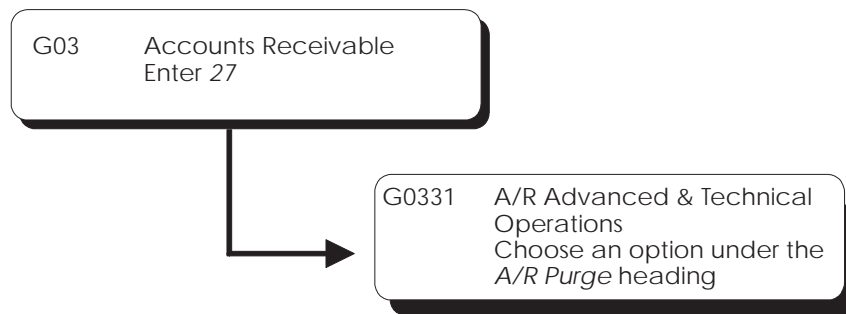 G03 Accounts Receivable
Enter 27
G0331 A/R Advanced & Technical
Operations
Choose an option under the
A/R Purge heading